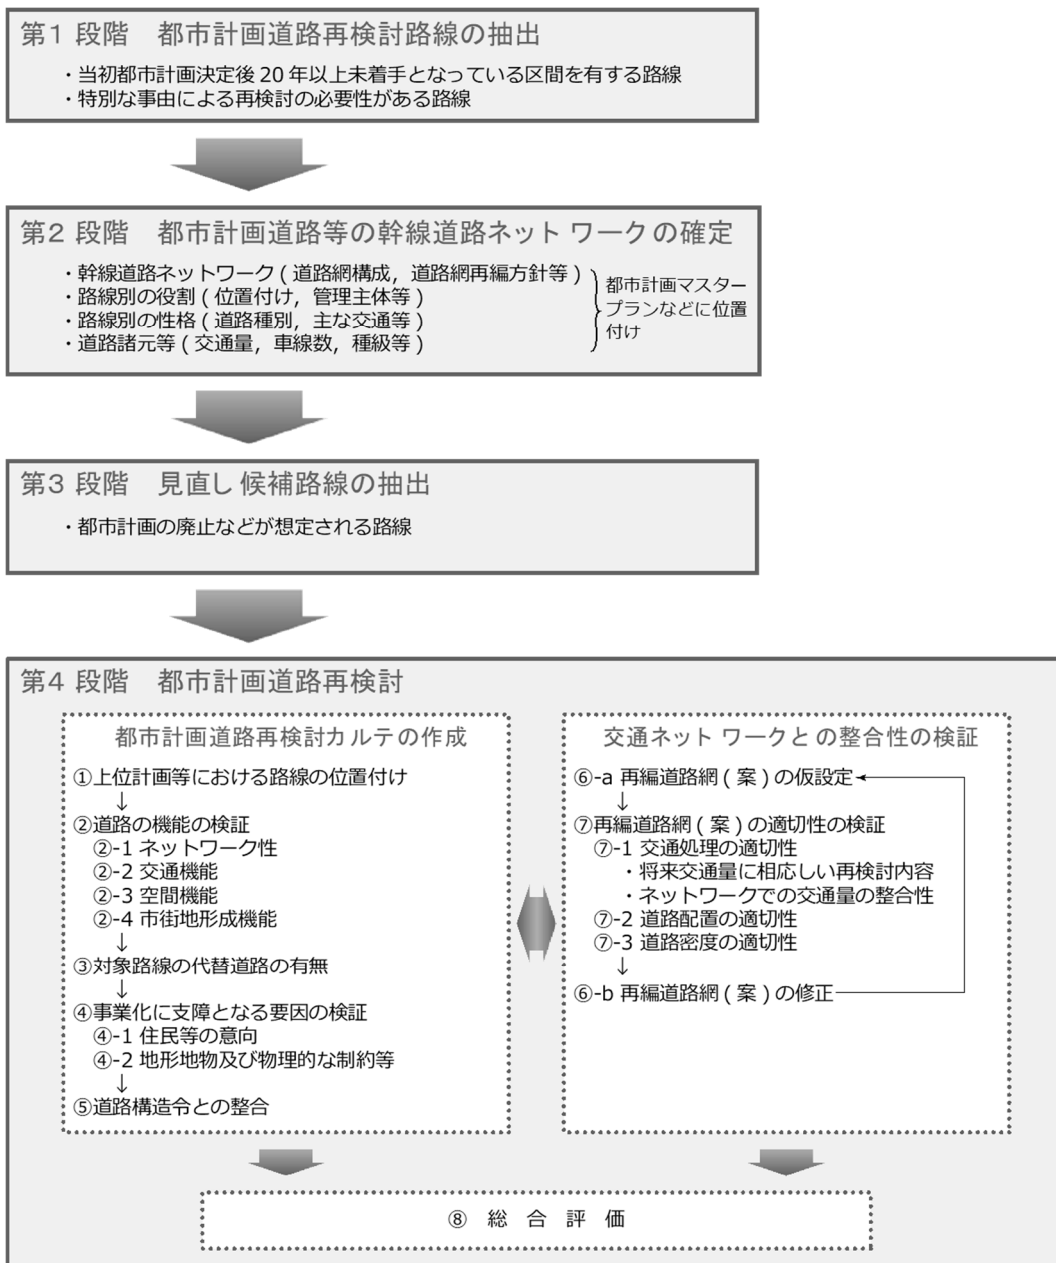 第1 段階　都市計画道路再検討路線の抽出
・当初都市計画決定後 20 年以上未着手となっている区間を有する路線
・特別な事由による再検討の必要性がある路線
第2 段階　都市計画道路等の幹線道路ネットワークの確定
・幹線道路ネットワーク ( 道路網構成，道路網再編方針等 )
・路線別の役割 ( 位置付け，管理主体等 )
・路線別の性格 ( 道路種別，主な交通等 )
・道路諸元等 ( 交通量，車線数，種級等 )
都市計画マスター
プランなどに位置
付け
第3 段階　見直し候補路線の抽出
・都市計画の廃止などが想定される路線
第4 段階　都市計画道路再検討
都市計画道路再検討カルテの作成
①上位計画等における路線の位置付け
↓
②道路の機能の検証
②-1 ネットワーク性
②-2 交通機能
②-3 空間機能
②-4 市街地形成機能
↓
③対象路線の代替道路の有無
↓
④事業化に支障となる要因の検証
④-1 住民等の意向
④-2 地形地物及び物理的な制約等
↓
⑤道路構造令との整合
交通ネットワークとの整合性の検証
⑥-a 再編道路網 ( 案 ) の仮設定
↓
⑦再編道路網 ( 案 ) の適切性の検証
⑦-1 交通処理の適切性
・将来交通量に相応しい再検討内容
・ネットワークでの交通量の整合性
⑦-2 道路配置の適切性
⑦-3 道路密度の適切性
↓
⑥-b 再編道路網 ( 案 ) の修正
⑧　総　合　評　価